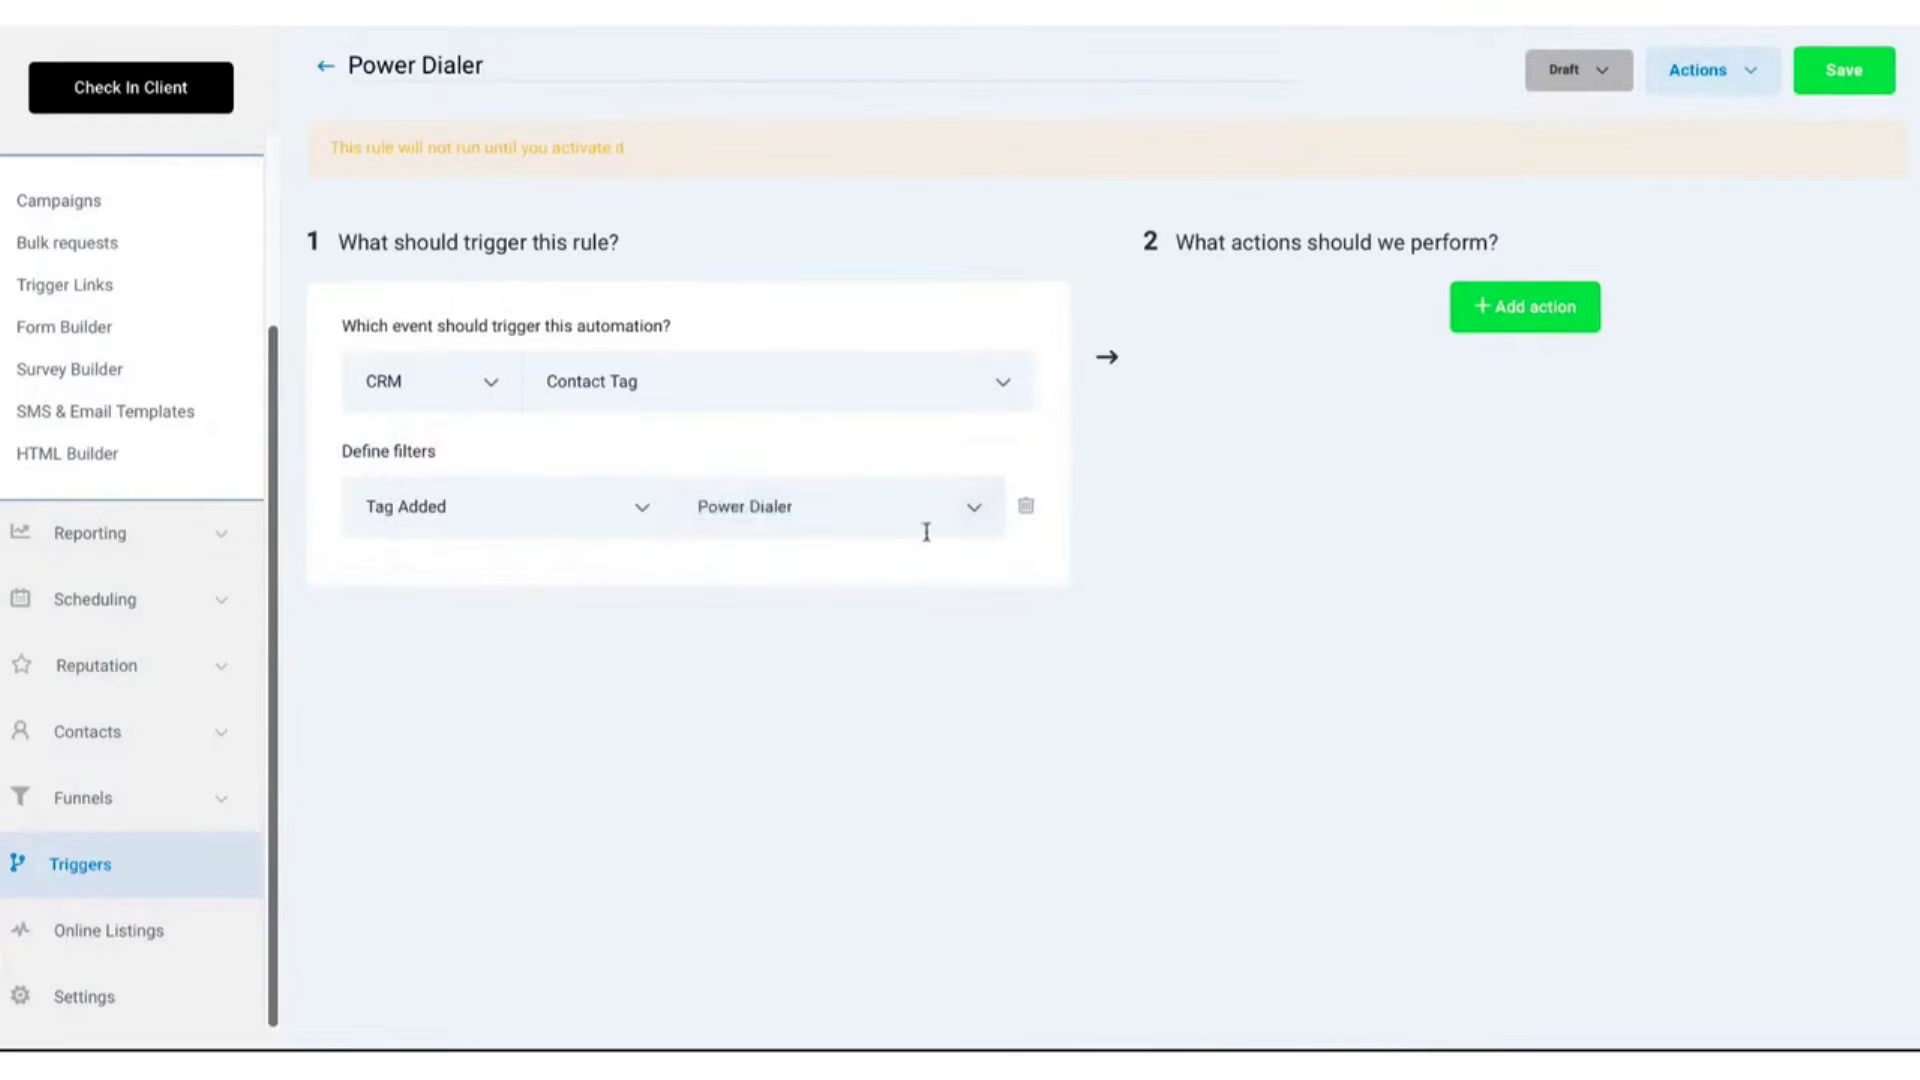 Check In Client
Campaigns
Bulk requests
Trigger Links
Form Builder
Survey Builder
SMS & Email Templates
HTML Builder
Reporting
Scheduling
Reputation
Contacts
Funnels
Triggers
Online Listings
Settings
← Power Dialer
Draft
Actions
Save
This rule will not run until you activate it
1 What should trigger this rule?
Which event should trigger this automation?
CRM Contact Tag
Define filters
Tag Added Power Dialer
→
2 What actions should we perform?
+ Add action